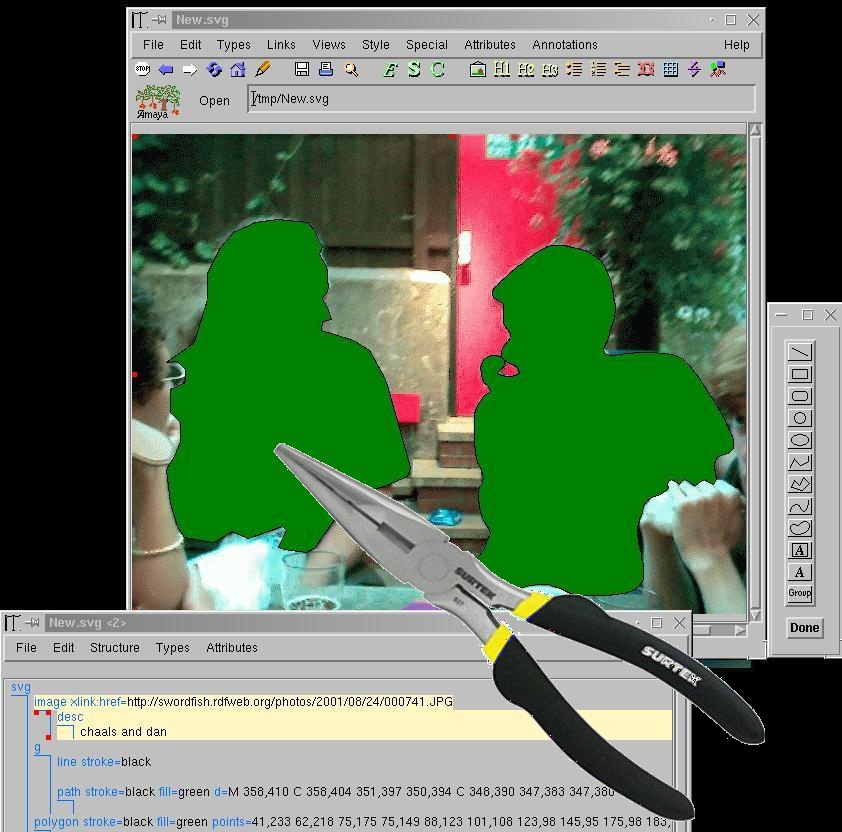 New.svg
File Edit Types Links Views Style Special Attributes Annotations Help
STOP E S C H1 H2 H3
Amaya Open /tmp/New.svg
A
A
Group
Done
SURTEK
SURTEK
New.svg <2>
File Edit Structure Types Attributes
svg
image xlink:href=http://swordfish.rdfweb.org/photos/2001/08/24/000741.JPG
desc
chaals and dan
g
line stroke=black
path stroke=black fill=green d=M 358,410 C 358,404 351,397 350,394 C 348,390 347,383 347,380
polygon stroke=black fill=green points=41,233 62,218 75,175 75,149 88,123 101,108 123,98 145,95 175,98 183,